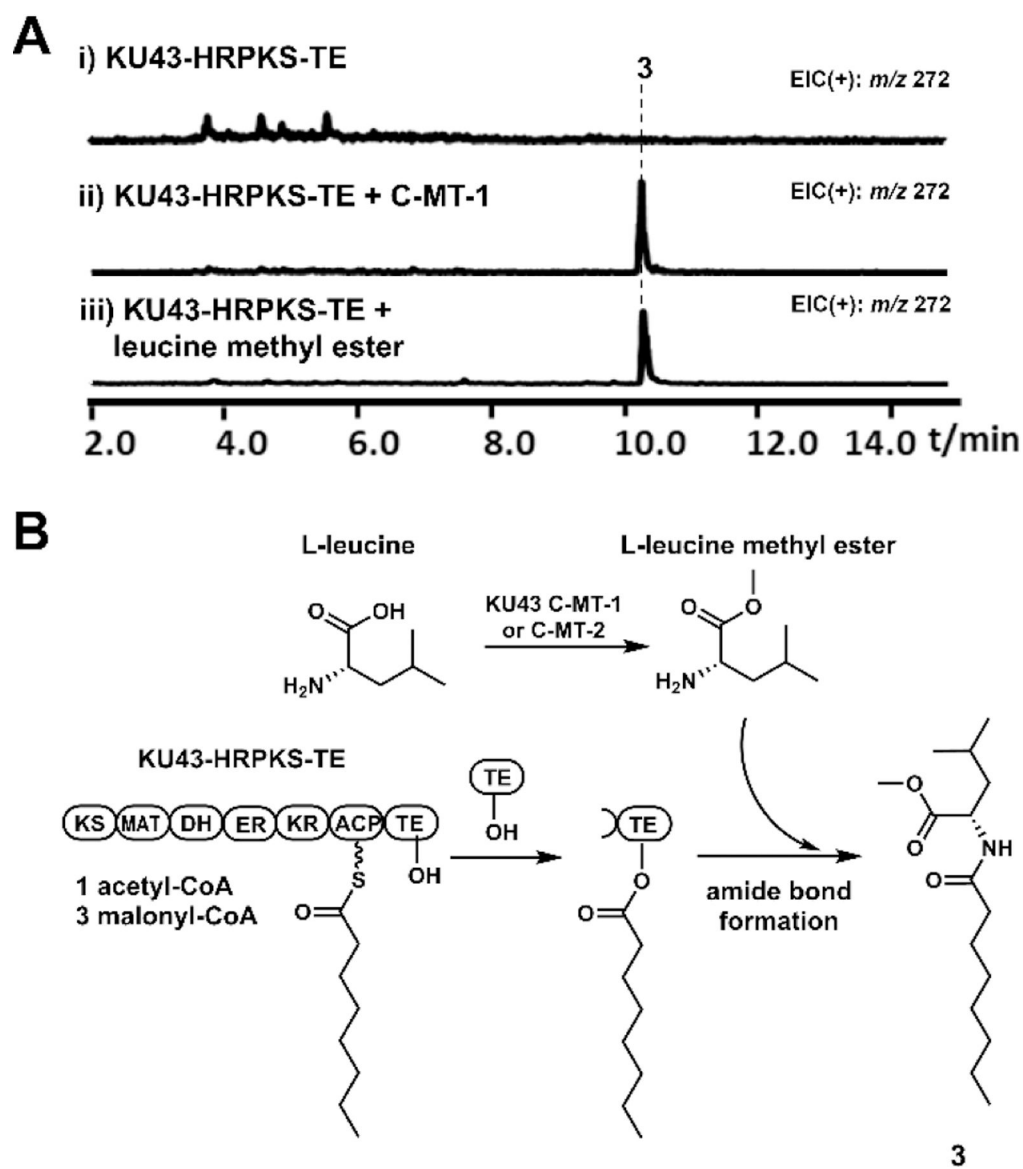 A
i) KU43-HRPKS-TE
3
EIC(+): m/z 272
ii) KU43-HRPKS-TE + C-MT-1
EIC(+): m/z 272
iii) KU43-HRPKS-TE +
leucine methyl ester
EIC(+): m/z 272
2.0 4.0 6.0 8.0 10.0 12.0 14.0 t/min
B
L-leucine
L-leucine methyl ester
KU43 C-MT-1
or C-MT-2
O OH
H2N
O O
H2N
KU43-HRPKS-TE
KS MAT DH ER KR ACP TE
OH
S
O
1 acetyl-CoA
3 malonyl-CoA
TE
OH
TE
O
O
amide bond
formation
O
O
NH
O
3